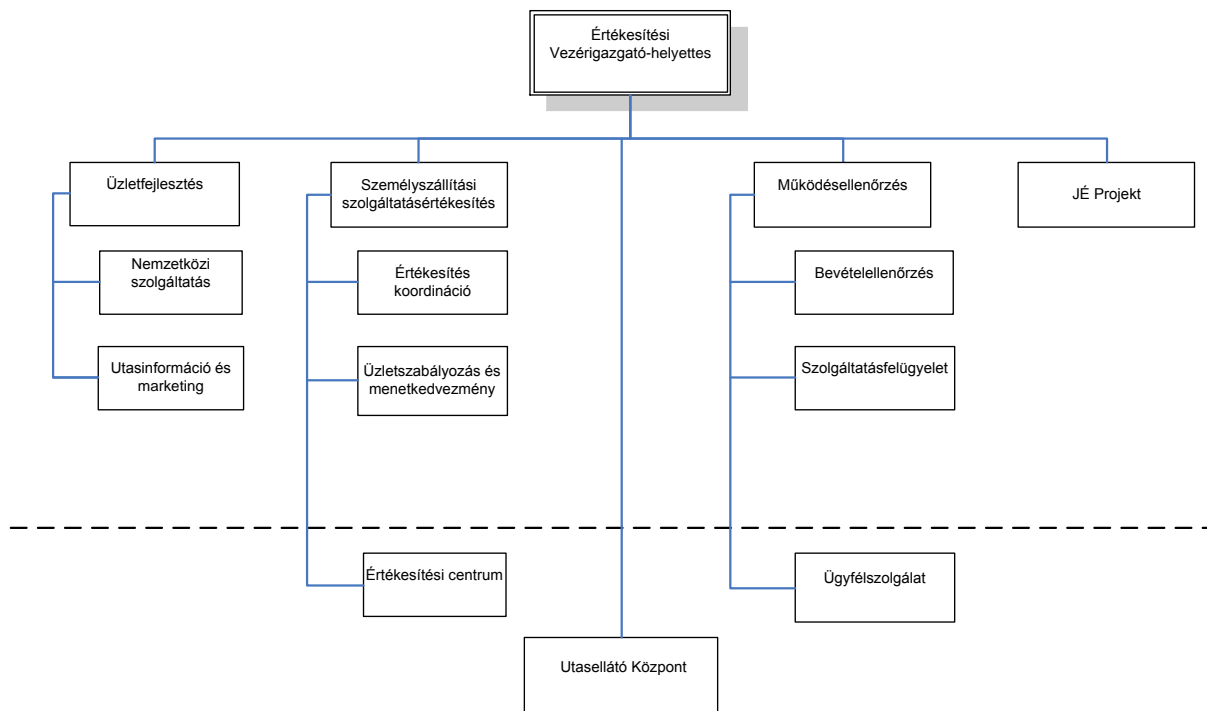 Értékesítési
Vezérigazgató-helyettes
Üzletfejlesztés
Személyszállítási
szolgáltatásértékesítés
Működésellenőrzés
JÉ Projekt
Nemzetközi
szolgáltatás
Értékesítés
koordináció
Bevételellenőrzés
Utasinformáció és
marketing
Üzletszabályozás és
menetkedvezmény
Szolgáltatásfelügyelet
Értékesítési centrum
Ügyfélszolgálat
Utasellátó Központ